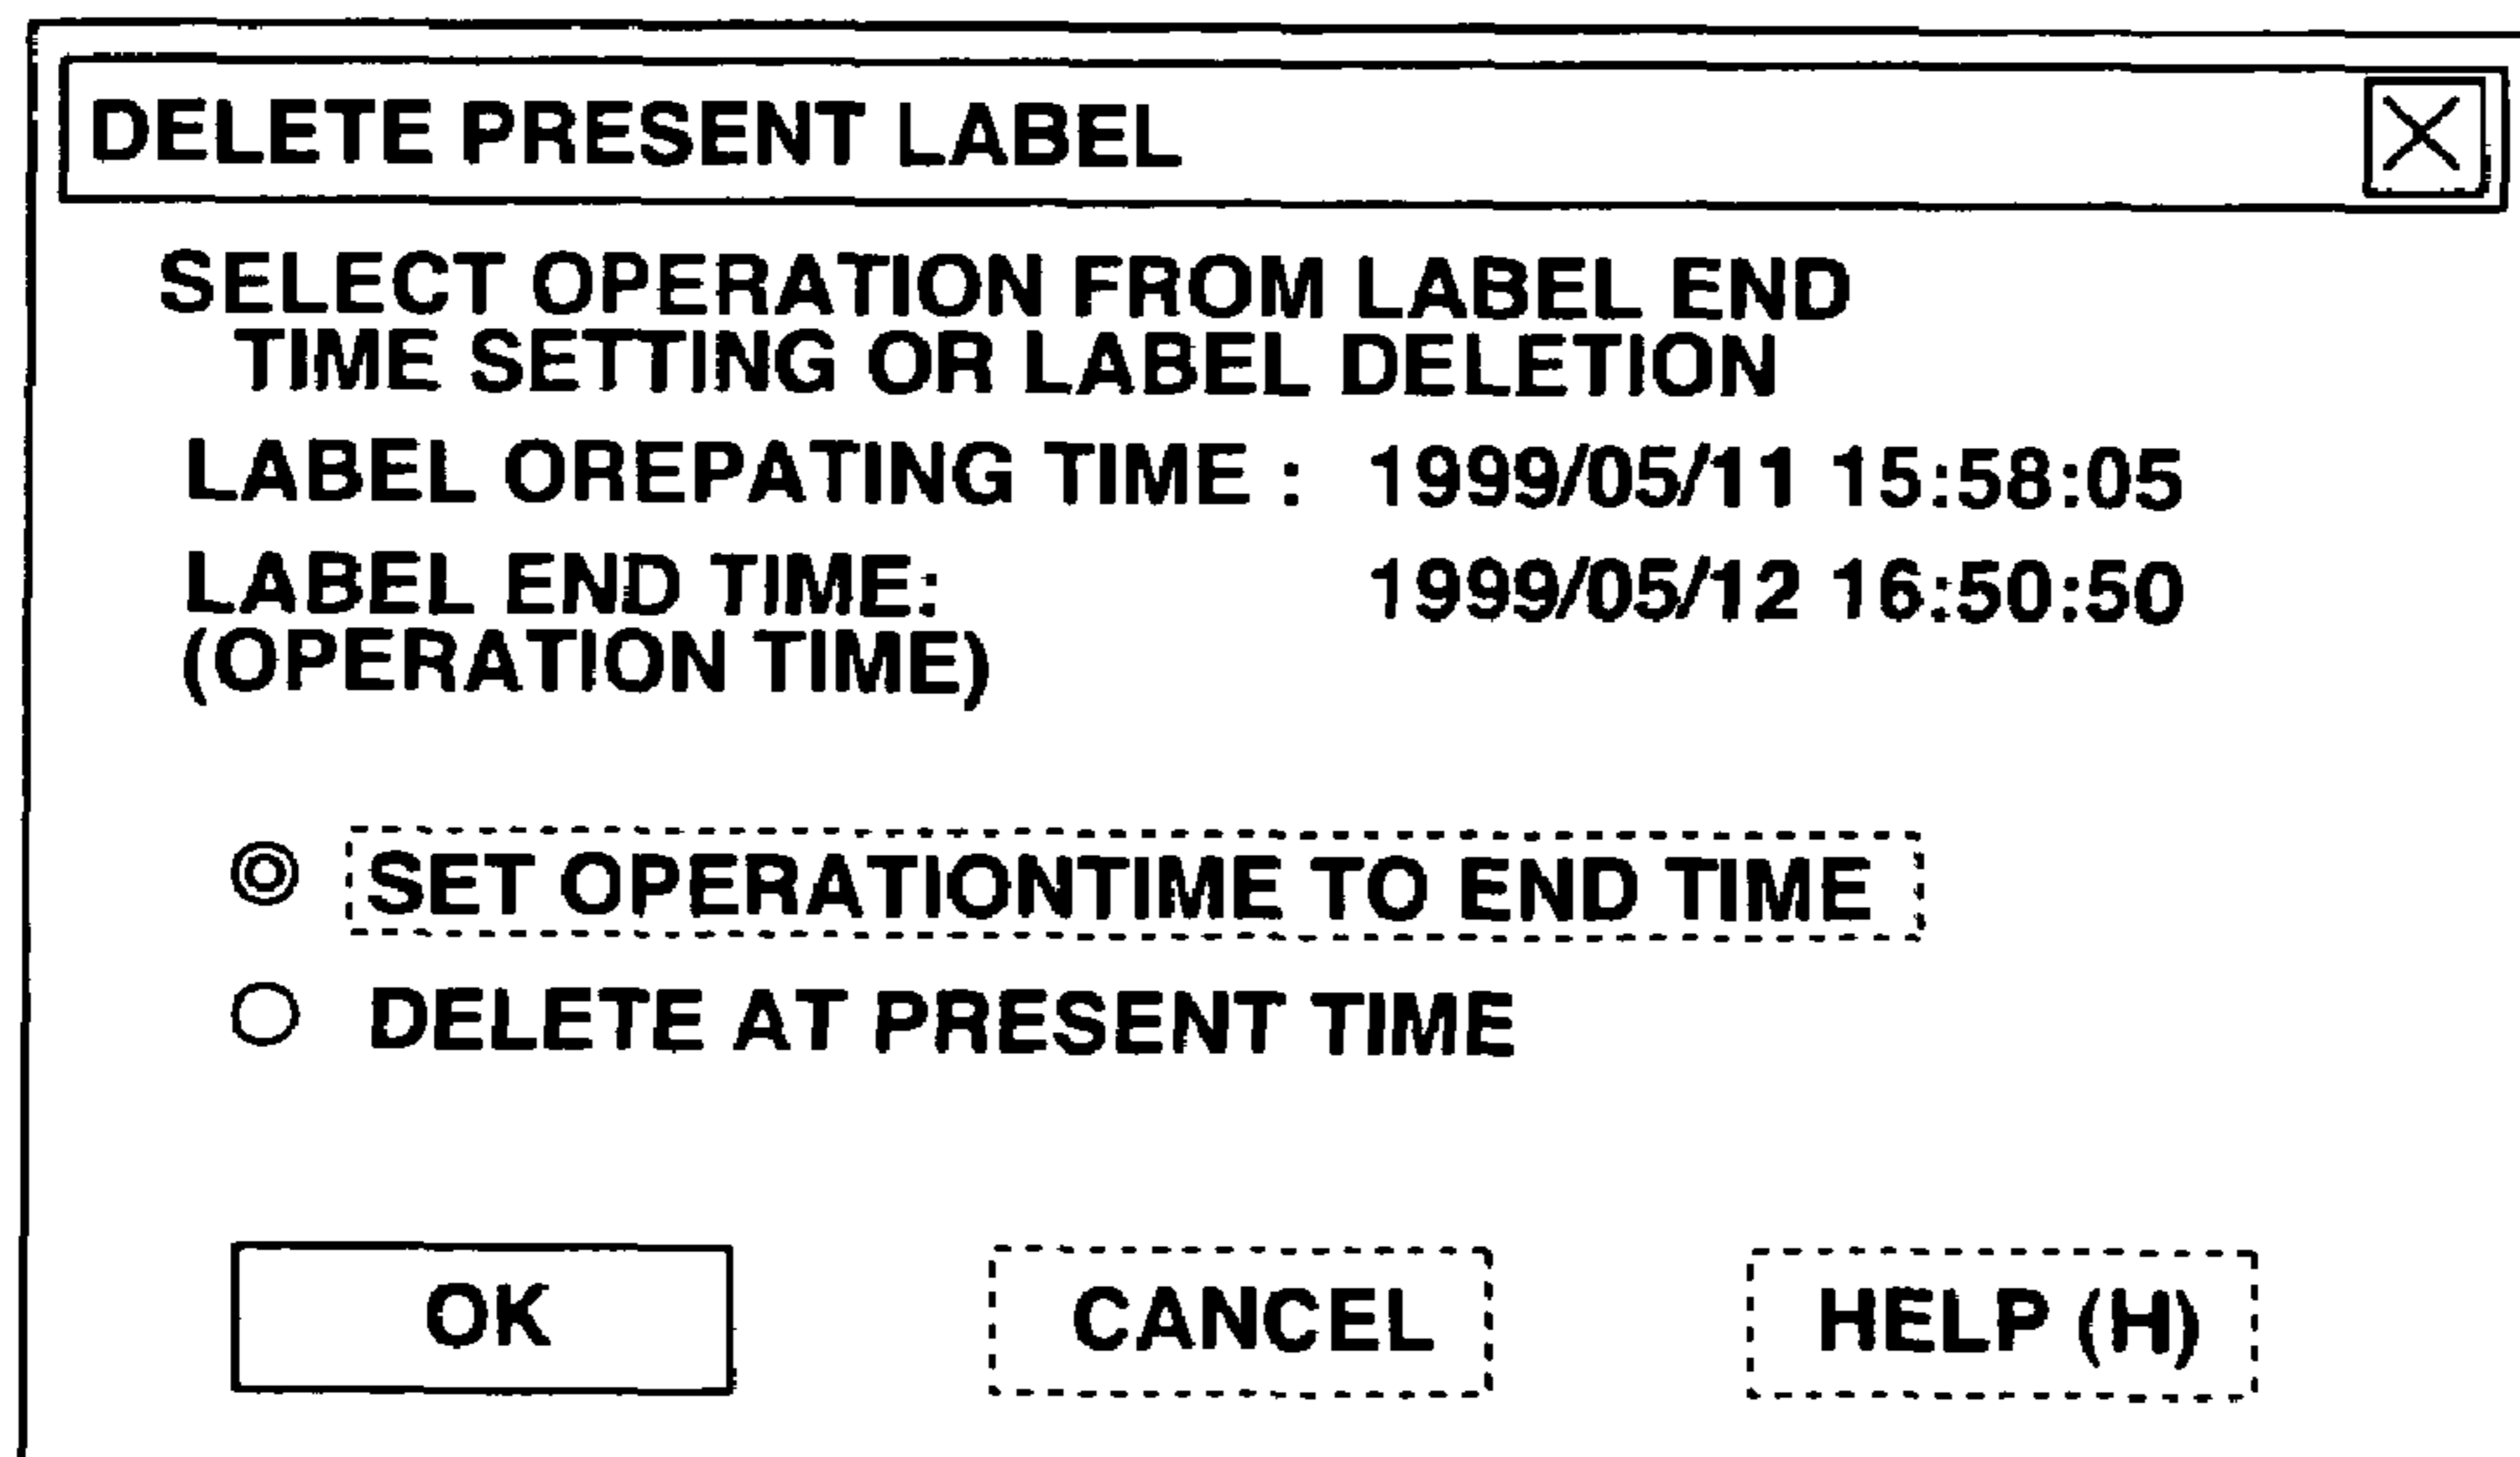 DELETE PRESENT LABEL
SELECT OPERATION FROM LABEL END
TIME SETTING OR LABEL DELETION
LABEL OREPATING TIME : 1999/05/11 15:58:05
LABEL END TIME: 1999/05/12 16:50:50
(OPERATION TIME)
SET OPERATIONTIME TO END TIME
DELETE AT PRESENT TIME
OK CANCEL HELP (H)